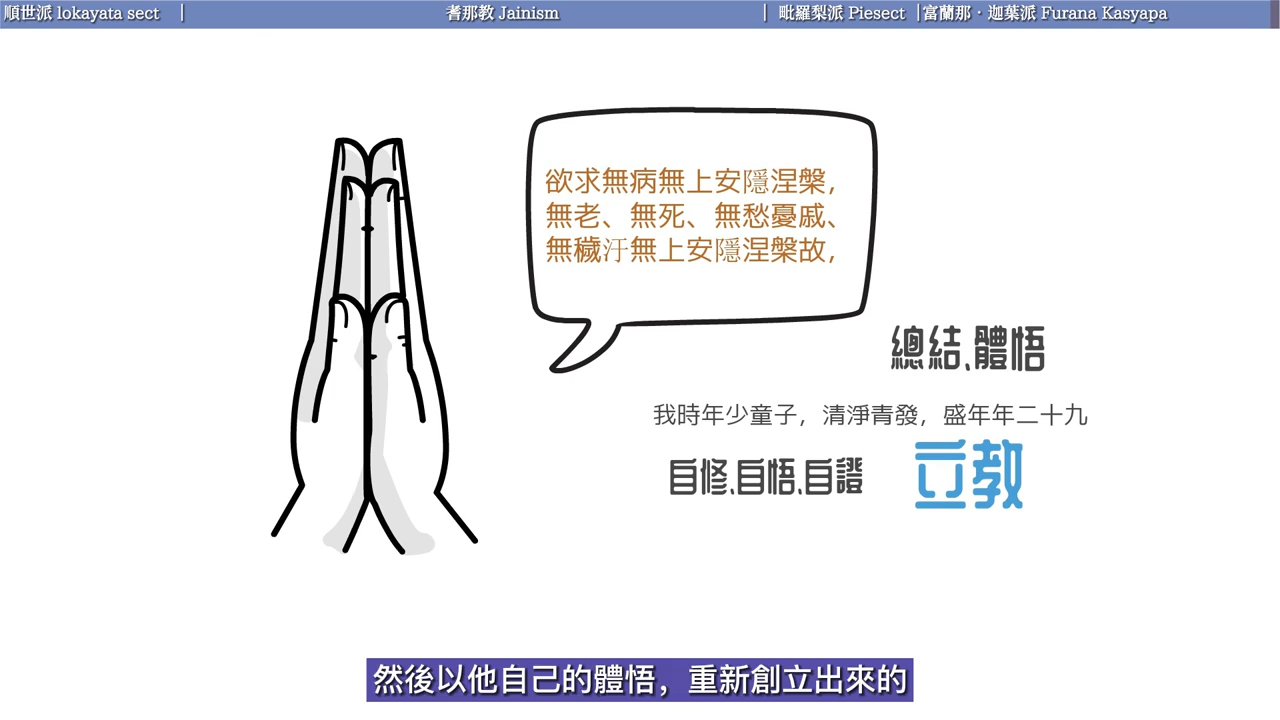 順世派 lokayata sect | 耆那教 Jainism | 毗羅梨派 Piesect | 富蘭那·迦葉派 Furana Kasyapa
欲求無病無上安隱涅槃，
無老、無死、無愁憂戚、
無穢汙無上安隱涅槃故，
總結、體悟
我時年少童子，清淨青發，盛年年二十九
自修、自悟、自證
立教
然後以他自己的體悟，重新創立出來的